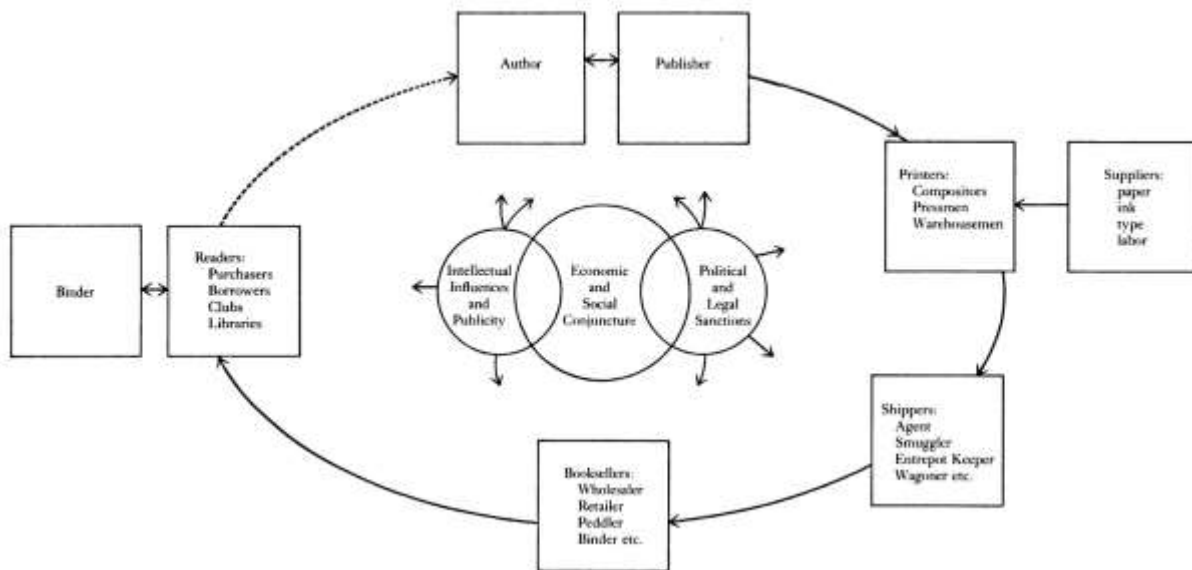 Author
Publisher
Printers:
Compositors
Pressmen
Warehousemen
Suppliers:
paper
ink
type
labor
Shippers:
Agent
Smuggler
Entrepot Keeper
Wagoner etc.
Booksellers:
Wholesaler
Retailer
Peddler
Binder etc.
Readers:
Purchasers
Borrowers
Clubs
Libraries
Binder
Intellectual
Influences
and
Publicity
Economic
and
Social
Conjuncture
Political
and
Legal
Sanctions